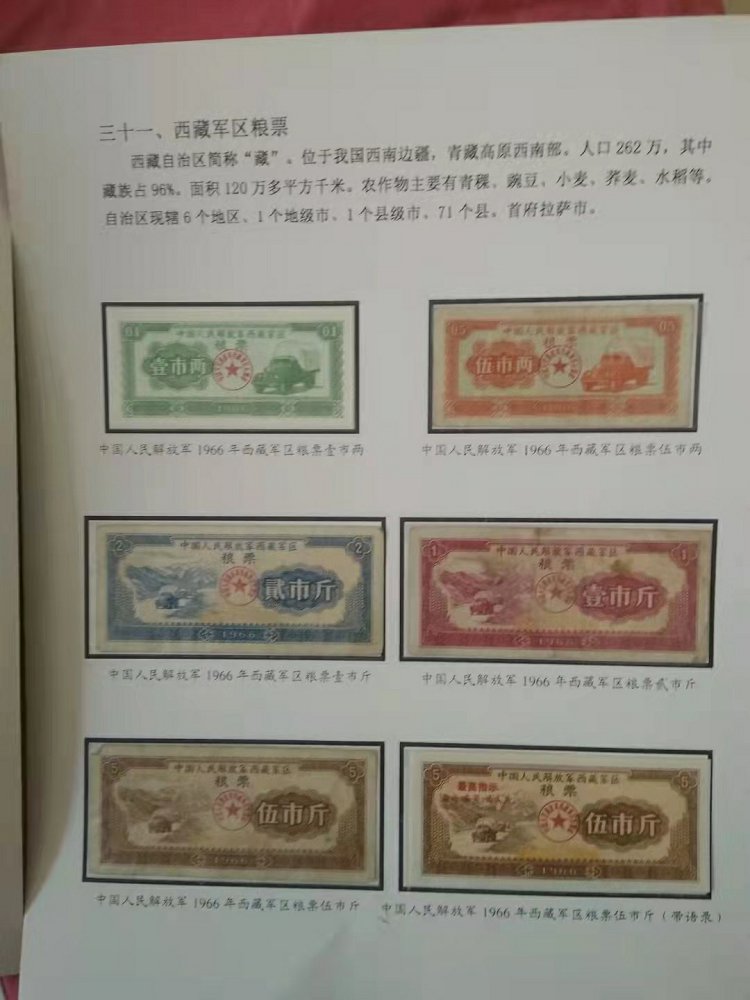 三十一、西藏军区粮票
西藏自治区简称“藏”。位于我国西南边疆，青藏高原西南部。人口262万，其中
藏族占96%。面积120万多平方千米。农作物主要有青稞、豌豆、小麦、荞麦、水稻等。
自治区现辖6个地区、1个地级市、1个县级市、71个县。首府拉萨市。
01 中国人民解放军西藏军区 01
粮票
壹市两
1966
中国人民解放军1966年西藏军区粮票壹市两
05 中国人民解放军西藏军区 05
粮票
伍市两
1966
中国人民解放军1966年西藏军区粮票伍市两
2 中国人民解放军西藏军区 2
粮票
贰市斤
1966
中国人民解放军1966年西藏军区粮票壹市斤
1 中国人民解放军西藏军区 1
粮票
壹市斤
1966
中国人民解放军1966年西藏军区粮票贰市斤
5 中国人民解放军西藏军区 5
粮票
伍市斤
1966
中国人民解放军1966年西藏军区粮票伍市斤
5 中国人民解放军西藏军区 5
粮票
最高指示
伍市斤
1966
中国人民解放军1966年西藏军区粮票伍市斤（带语录）